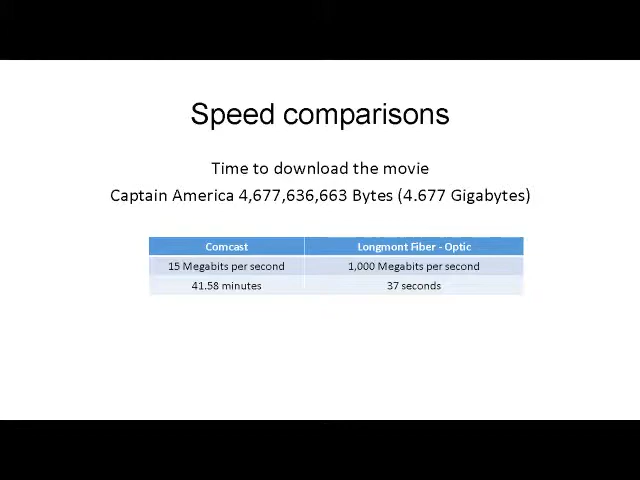 Speed comparisons
Time to download the movie
Captain America 4,677,636,663 Bytes (4.677 Gigabytes)
Comcast Longmont Fiber - Optic
15 Megabits per second 1,000 Megabits per second
41.58 minutes 37 seconds